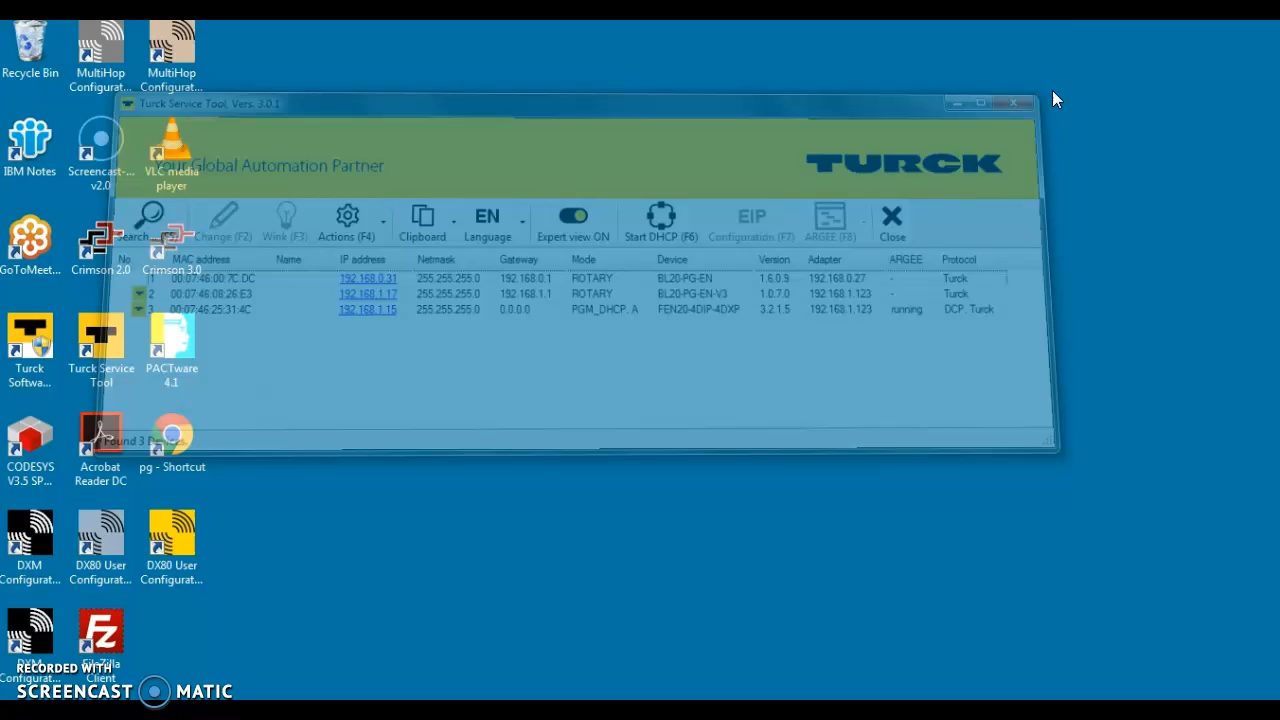 Recycle Bin
MultiHop
Configurat...
MultiHop
Configurat...
IBM Notes
Screencast-...
v2.0
VLC media
player
GoToMeet...
Crimson 2.0
Crimson 3.0
Turck
Softwa...
Turck Service
Tool
PACTware
4.1
CODESYS
V3.5 SP...
Acrobat
Reader DC
pg - Shortcut
DXM
Configurat...
DX80 User
Configurat...
DX80 User
Configurat...
DXM
Configurat...
FileZilla
Client
Turck Service Tool, Vers. 3.0.1
Your Global Automation Partner
TURCK
Search... (F5) Change (F2) Wink (F3) Actions (F4) Clipboard EN Language Expert view ON Start DHCP (F6) EIP Configuration (F7) ARGEE (F8) Close
No MAC address Name IP address Netmask Gateway Mode Device Version Adapter ARGEE Protocol
1 00:07:46:00:7C:DC 192.168.0.31 255.255.255.0 192.168.0.1 ROTARY BL20-PG-EN 1.6.0.9 192.168.0.27 - Turck
2 00:07:46:08:26:E3 192.168.1.17 255.255.255.0 192.168.1.1 ROTARY BL20-PG-EN-V3 1.0.7.0 192.168.1.123 - Turck
3 00:07:46:25:31:4C 192.168.1.15 255.255.255.0 0.0.0.0 PGM_DHCP, A FEN20-4DIP-4DXP 3.2.1.5 192.168.1.123 running DCP, Turck
Found 3 Devices.
RECORDED WITH
SCREENCAST MATIC